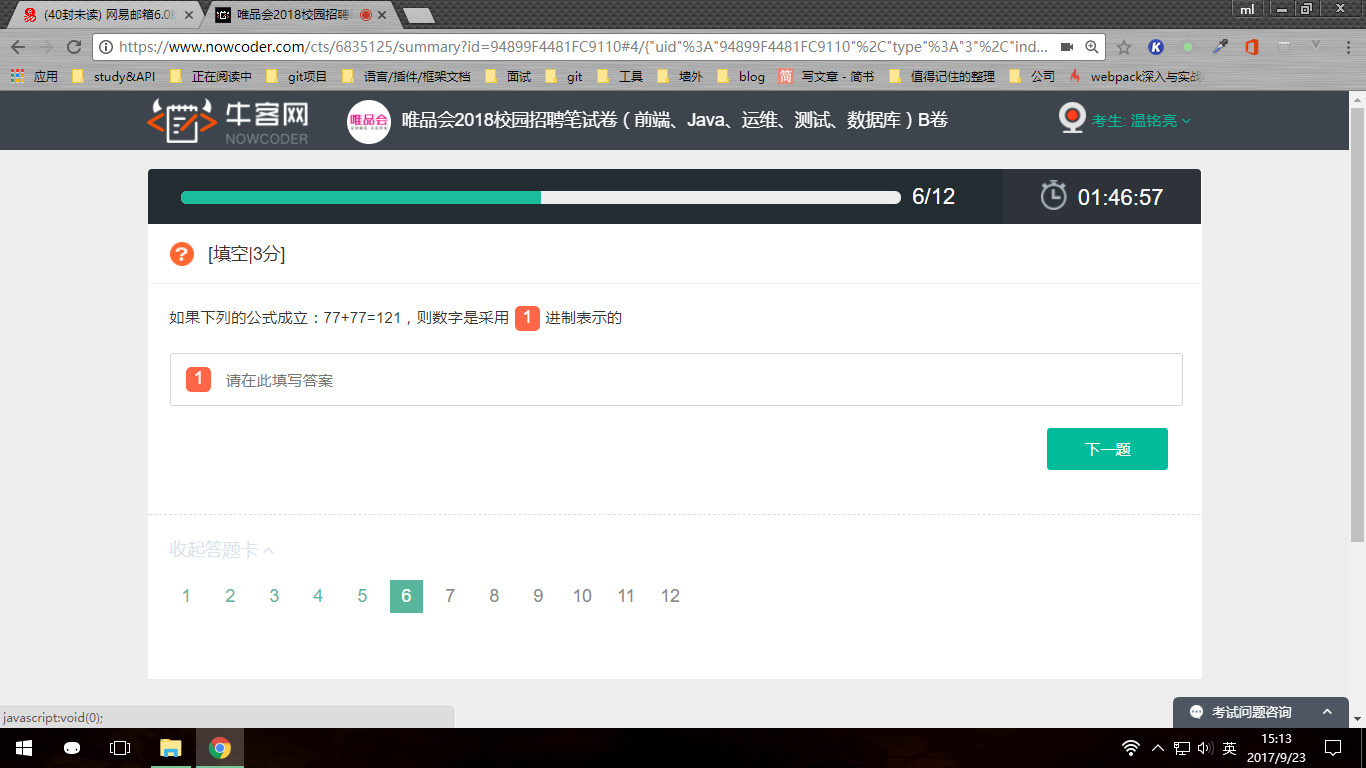 (40封未读) 网易邮箱6.0
唯品会2018校园招聘
ml
https://www.nowcoder.com/cts/6835125/summary?id=94899F4481FC9110#4/{"uid"%3A"94899F4481FC9110"%2C"type"%3A"3"%2C"ind...
应用 study&API 正在阅读中 git项目 语言/插件/框架文档 面试 git 工具 墙外 blog 简 写文章 - 简书 值得记住的整理 公司 webpack深入与实战
牛客网
NOWCODER
唯品会
唯品会2018校园招聘笔试卷（前端、Java、运维、测试、数据库）B卷
考生: 温铭亮
6/12
01:46:57
? [填空|3分]
如果下列的公式成立：77+77=121，则数字是采用 1 进制表示的
1 请在此填写答案
下一题
收起答题卡
1 2 3 4 5 6 7 8 9 10 11 12
javascript:void(0);
考试问题咨询
英
15:13
2017/9/23